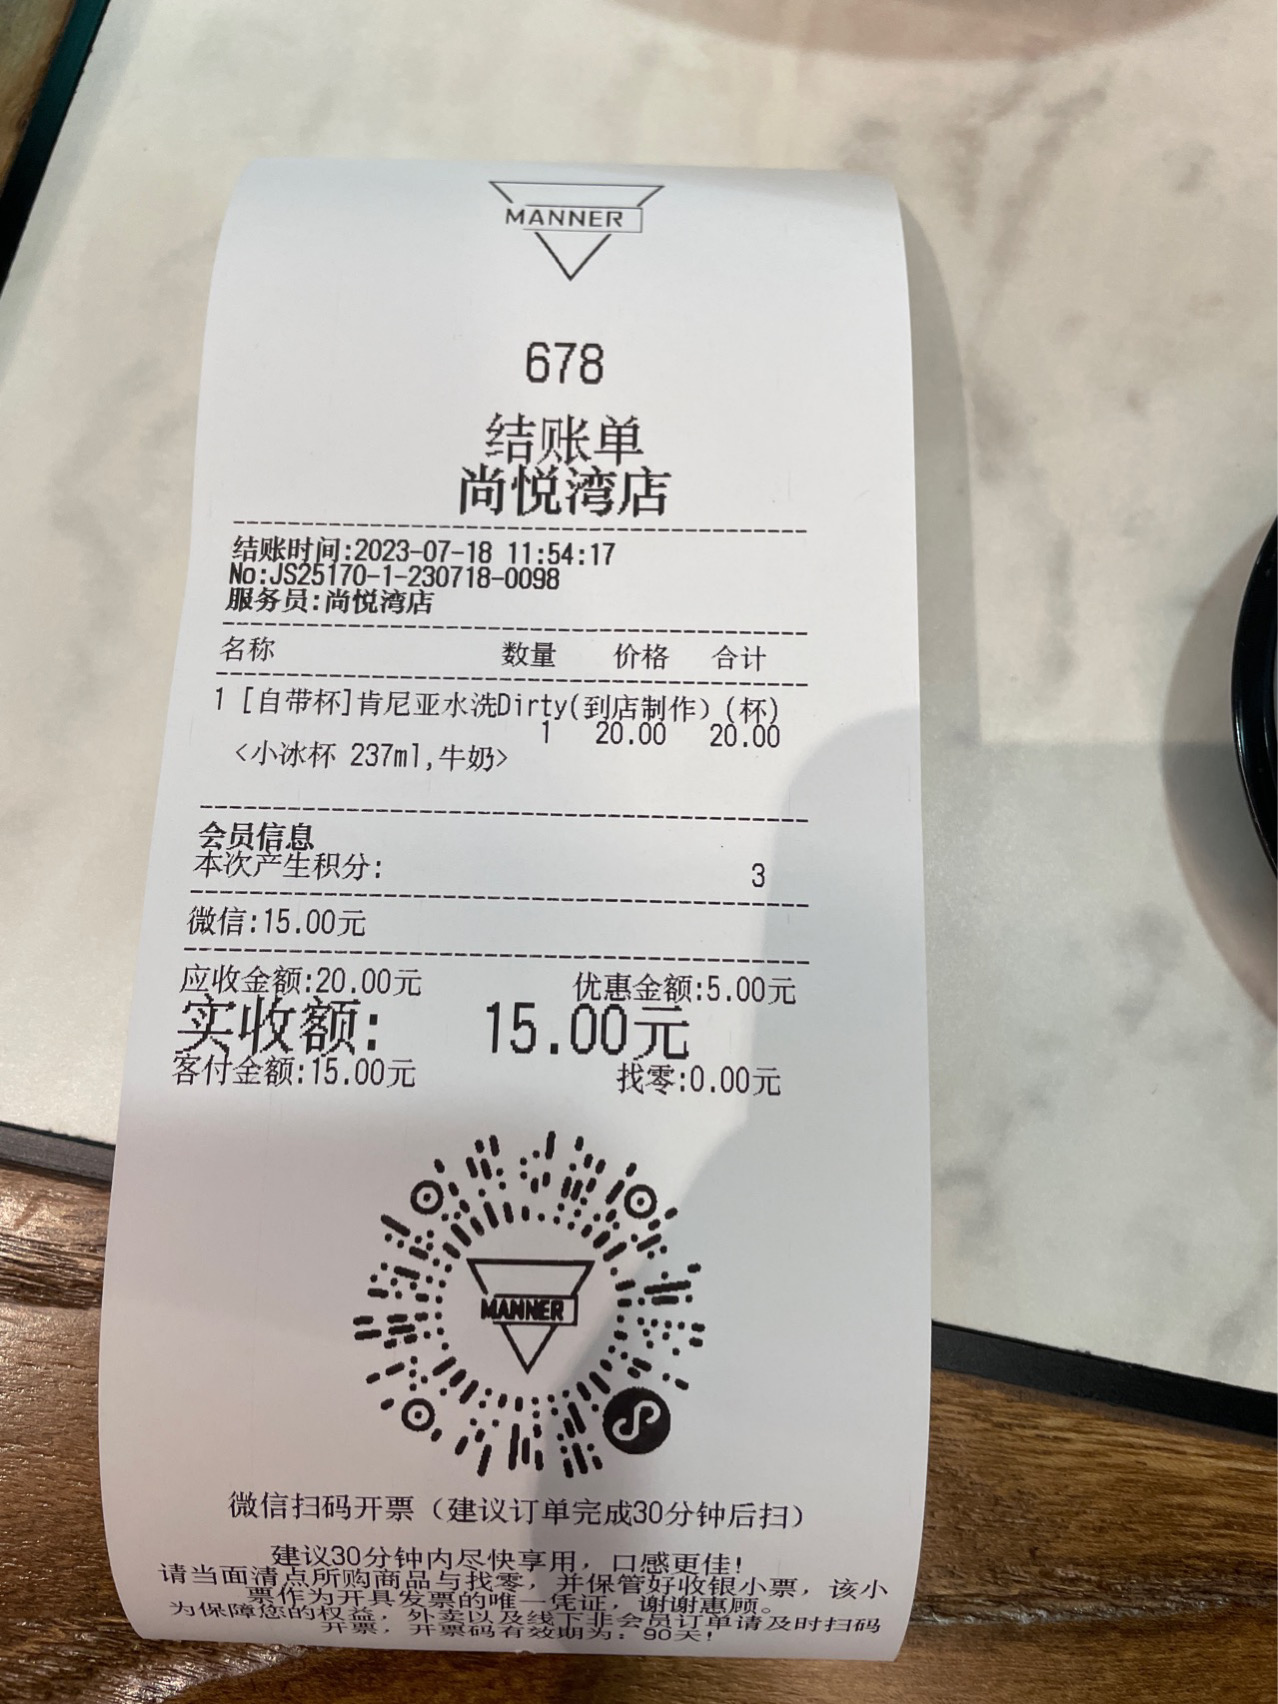 MANNER
678
结账单
尚悦湾店
结账时间:2023-07-18 11:54:17
No:JS25170-1-230718-0098
服务员:尚悦湾店
名称 数量 价格 合计
1 [自带杯]肯尼亚水洗Dirty(到店制作)(杯)
1 20.00 20.00
<小冰杯 237ml,牛奶>
会员信息
本次产生积分: 3
微信:15.00元
应收金额:20.00元 优惠金额:5.00元
实收额: 15.00元
客付金额:15.00元 找零:0.00元
MANNER
微信扫码开票（建议订单完成30分钟后扫）
建议30分钟内尽快享用，口感更佳！
请当面清点所购商品与找零，并保管好收银小票，该小
票作为开具发票的唯一凭证，谢谢惠顾。
为保障您的权益，外卖以及线下非会员订单请及时扫码
开票，开票码有效期为：90天！